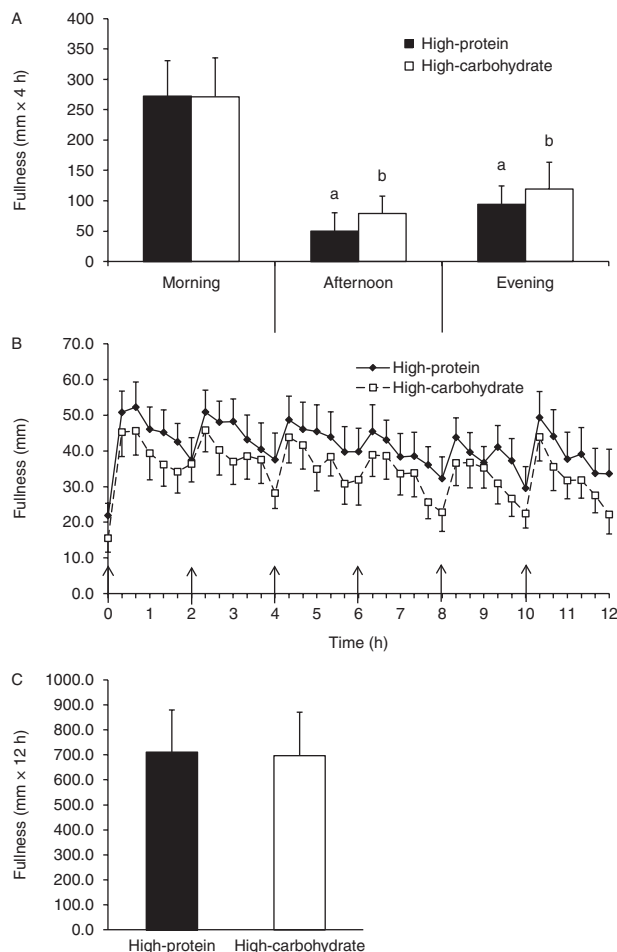 A
400
350
300
250
200
150
100
50
0
Fullness (mm × 4 h)
High-protein
High-carbohydrate
a
b
a
b
Morning Afternoon Evening
B
70.0
60.0
50.0
40.0
30.0
20.0
10.0
0.0
Fullness (mm)
High-protein
High-carbohydrate
0 1 2 3 4 5 6 7 8 9 10 11 12
Time (h)
C
1000.0
900.0
800.0
700.0
600.0
500.0
400.0
300.0
200.0
100.0
0.0
Fullness (mm × 12 h)
High-protein High-carbohydrate